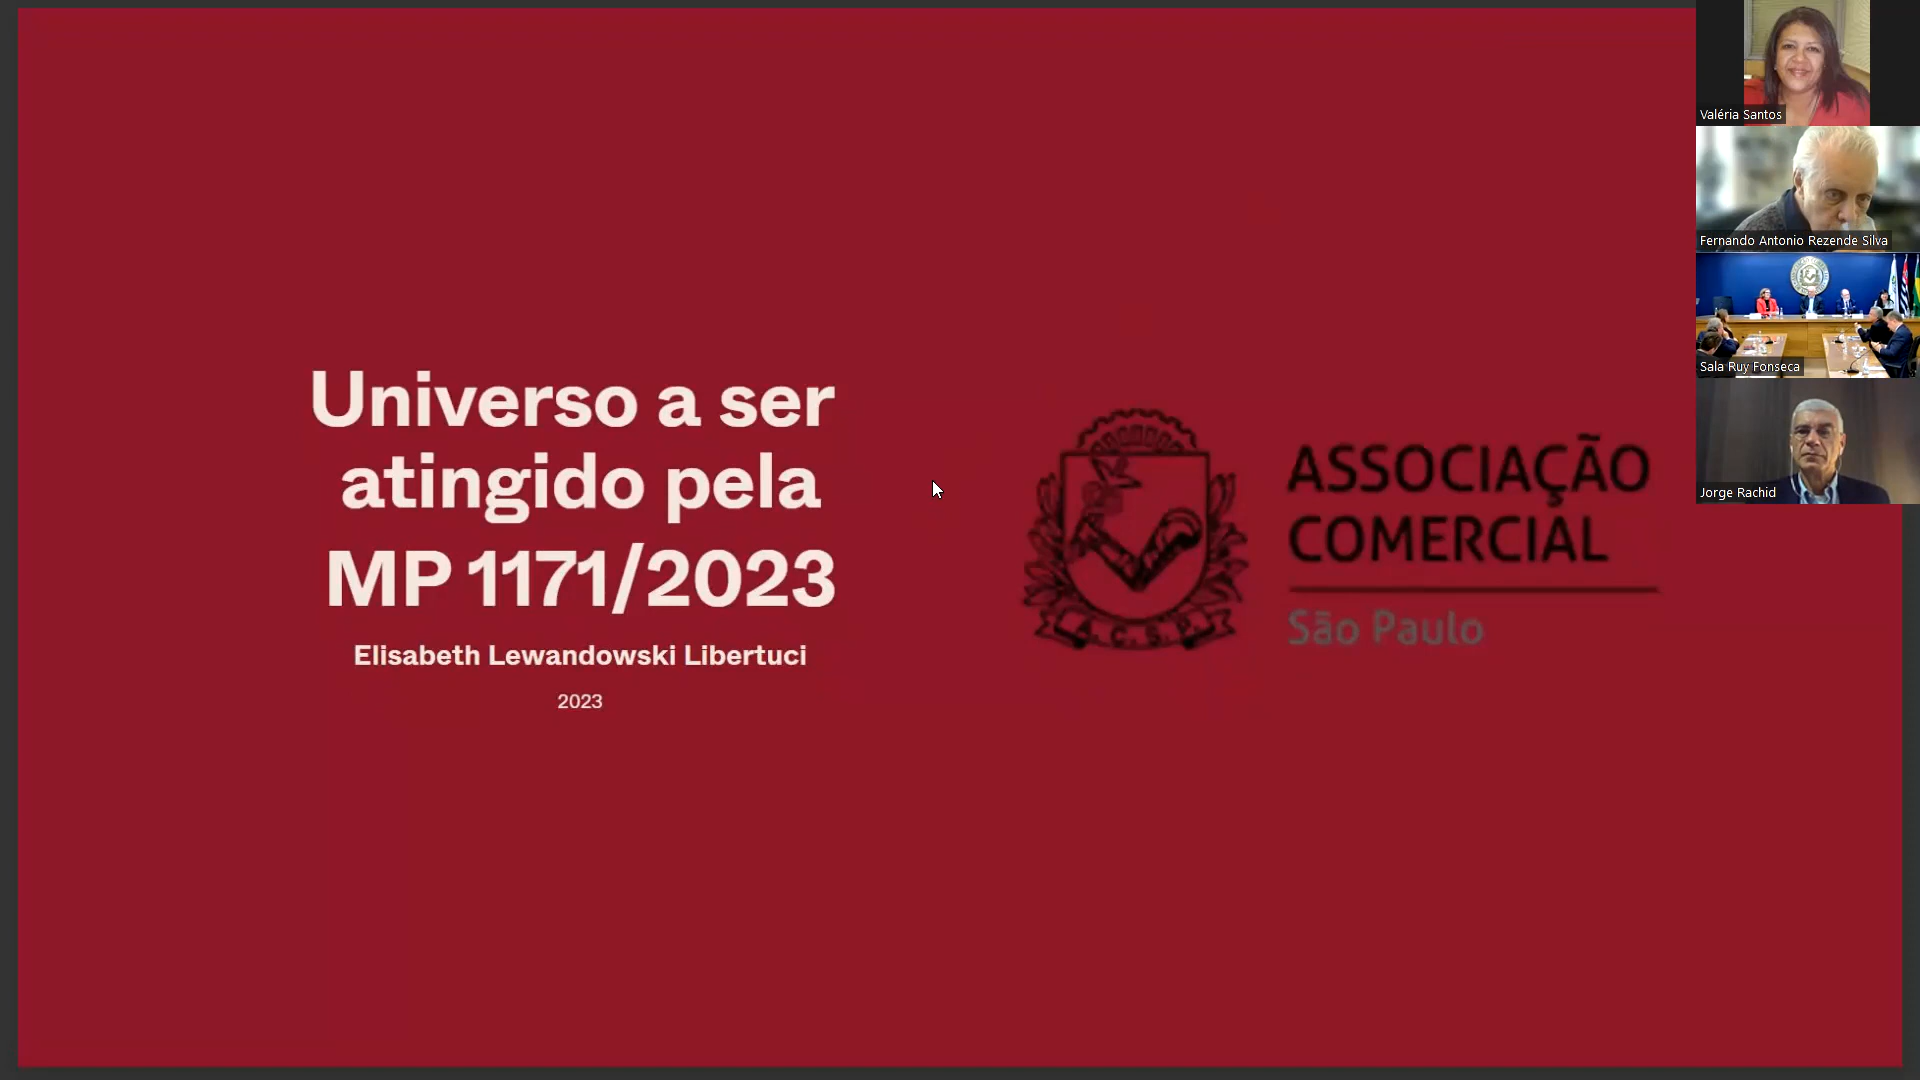 Universo a ser
atingido pela
MP 1171/2023
Elisabeth Lewandowski Libertuci
2023
A.C.S.P.
ASSOCIAÇÃO
COMERCIAL
São Paulo
Valéria Santos
Fernando Antonio Rezende Silva
Sala Ruy Fonseca
Jorge Rachid